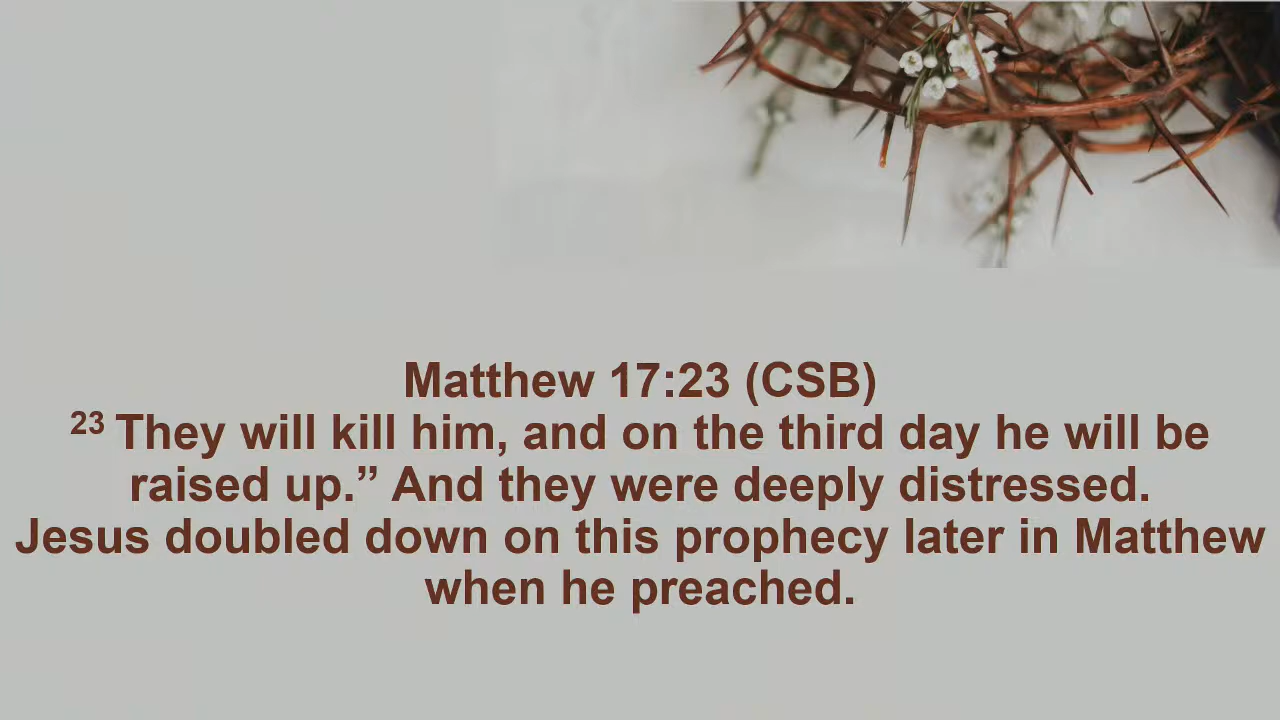 Matthew 17:23 (CSB)
23 They will kill him, and on the third day he will be
raised up.” And they were deeply distressed.
Jesus doubled down on this prophecy later in Matthew
when he preached.